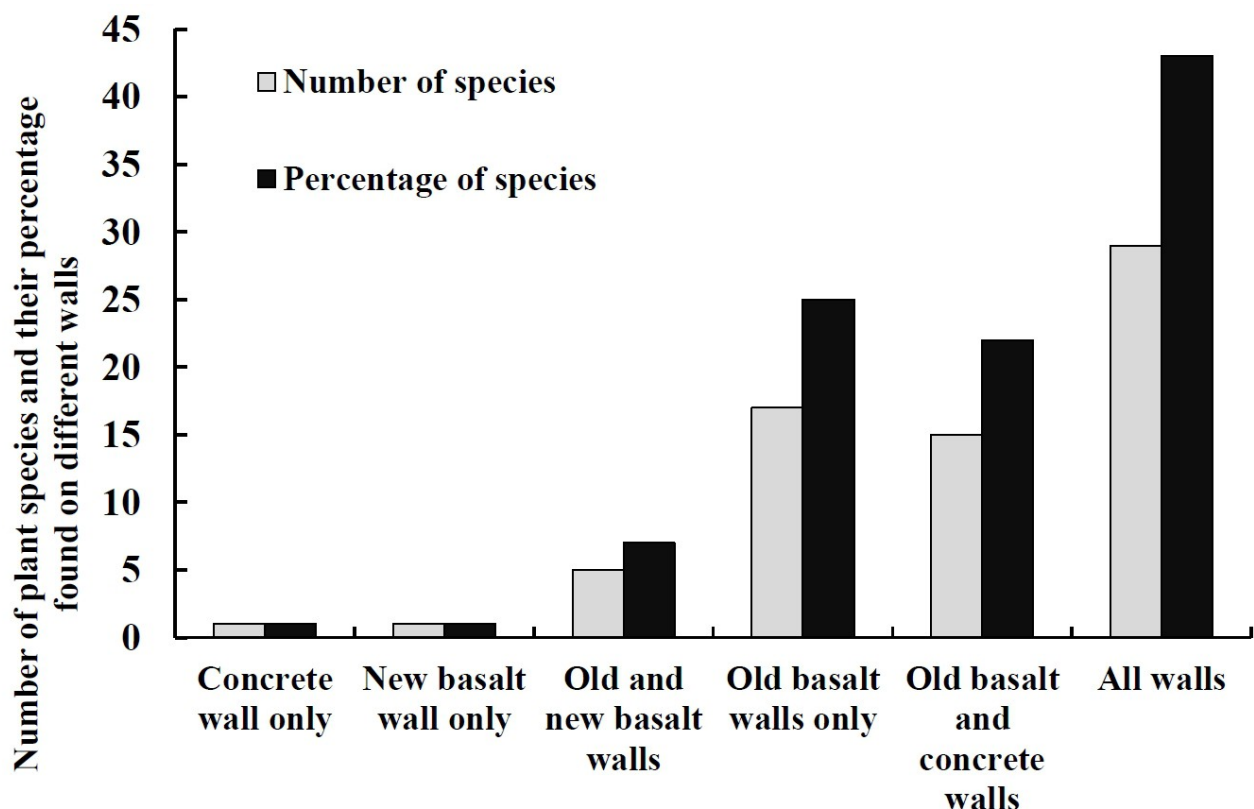 Number of plant species and their percentage
found on different walls
45
40
35
30
25
20
15
10
5
0
Number of species
Percentage of species
Concrete
wall only
New basalt
wall only
Old and
new basalt
walls
Old basalt
walls only
Old basalt
and
concrete
walls
All walls